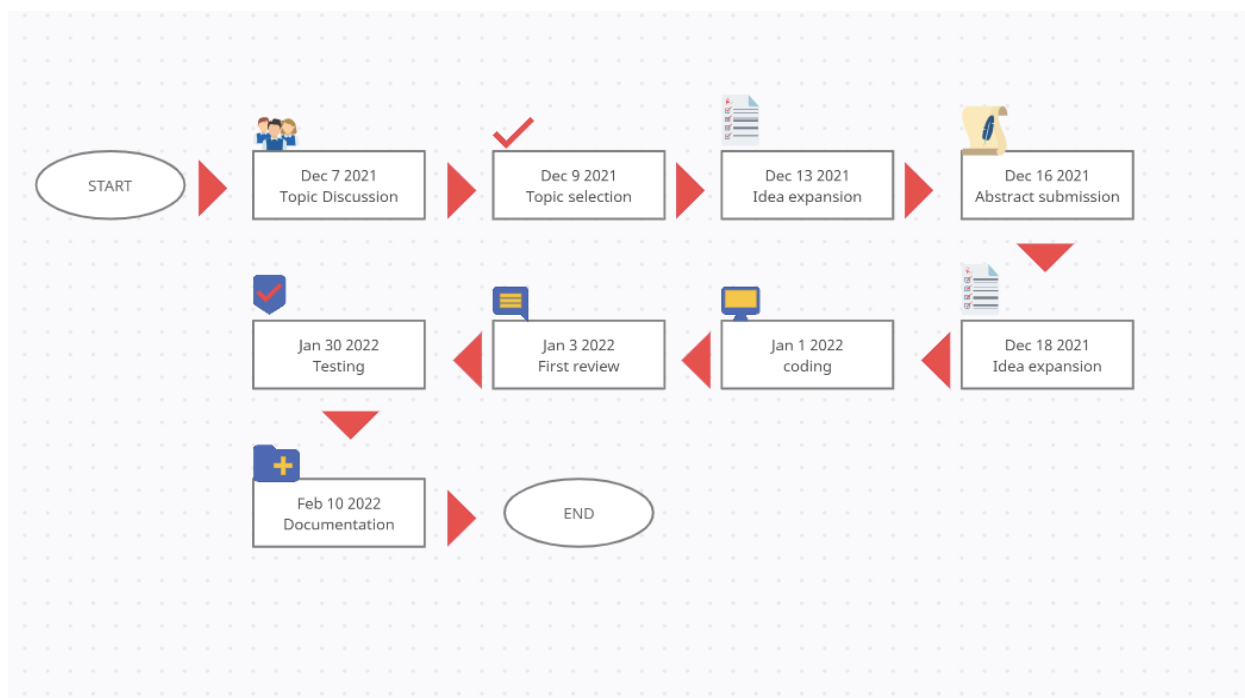 START
Dec 7 2021
Topic Discussion
Dec 9 2021
Topic selection
Dec 13 2021
Idea expansion
Dec 16 2021
Abstract submission
Dec 18 2021
Idea expansion
Jan 1 2022
coding
Jan 3 2022
First review
Jan 30 2022
Testing
Feb 10 2022
Documentation
END